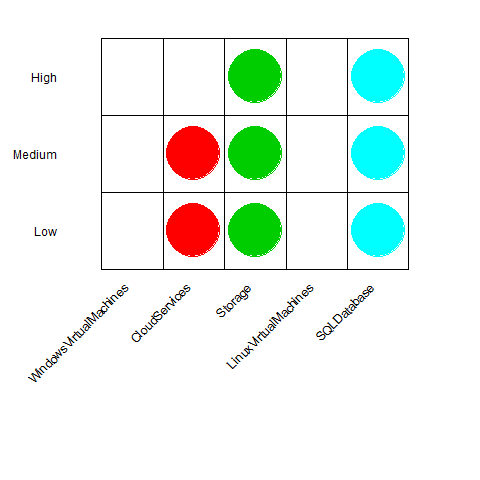 High
Medium
Low
WindowsVirtualMachines
CloudServices
Storage
LinuxVirtualMachines
SQLDatabase